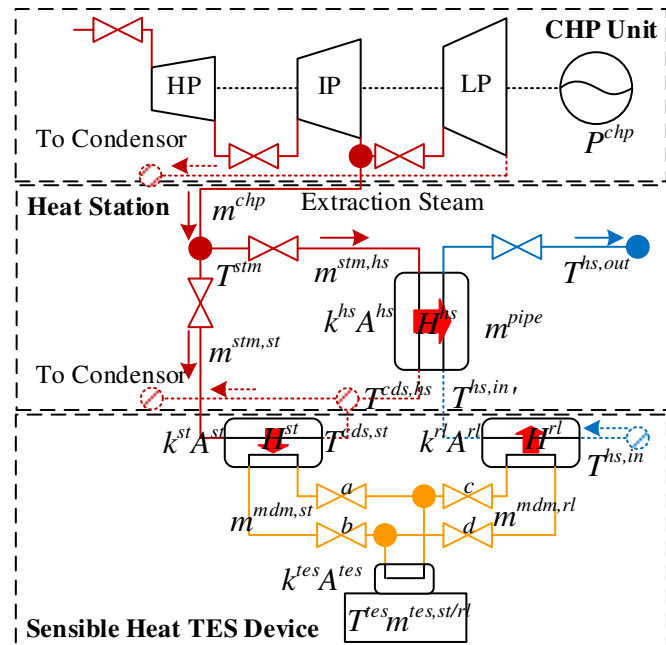 CHP Unit
HP
IP
LP
To Condensor
P^{chp}
Heat Station
m^{chp}
Extraction Steam
T^{stm}
m^{stm,hs}
T^{hs,out}
k^{hs}A^{hs}
H^{hs}
m^{pipe}
m^{stm,st}
To Condensor
T^{cds,hs}
T^{hs,in}'
k^{st}A^{st}
H^{st}
T^{cds,st}
k^{rl}A^{rl}
H^{rl}
T^{hs,in}
a
c
m^{mdm,st}
m^{mdm,rl}
b
d
k^{tes}A^{tes}
T^{tes}m^{tes,st/rl}
Sensible Heat TES Device